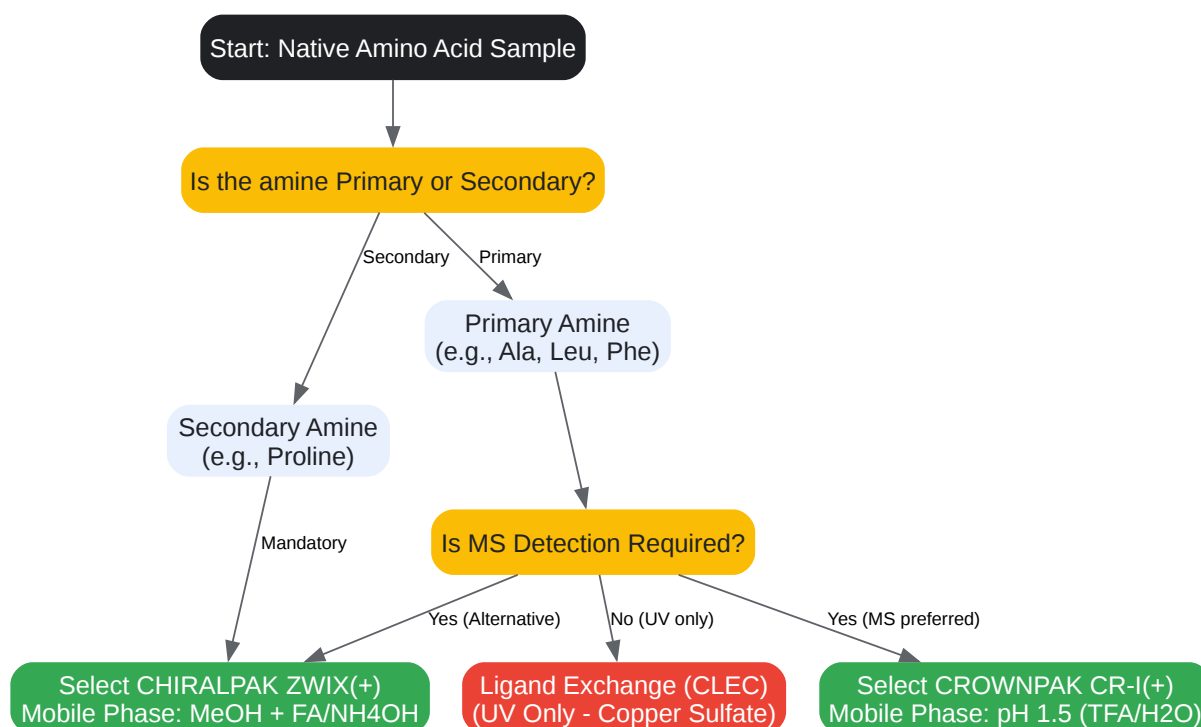 Start: Native Amino Acid Sample
Is the amine Primary or Secondary?
Secondary
Primary
Primary Amine
(e.g., Ala, Leu, Phe)
Secondary Amine
(e.g., Proline)
Mandatory
Is MS Detection Required?
Yes (Alternative)
No (UV only)
Yes (MS preferred)
Select CHIRALPAK ZWIX(+)
Mobile Phase: MeOH + FA/NH4OH
Ligand Exchange (CLEC)
(UV Only - Copper Sulfate)
Select CROWNPAK CR-I(+)
Mobile Phase: pH 1.5 (TFA/H2O)